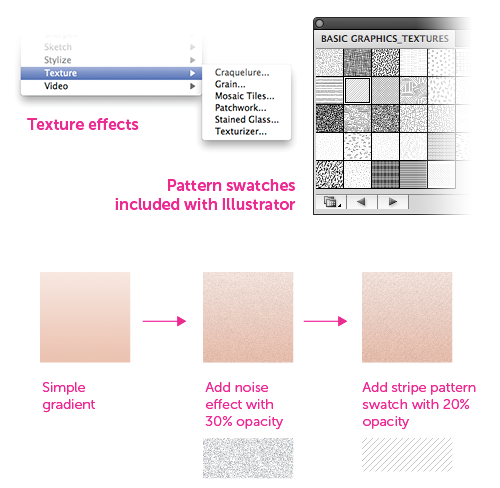 Sketch
Stylize
Texture
Video
Craquelure...
Grain...
Mosaic Tiles...
Patchwork...
Stained Glass...
Texturizer...
Texture effects
BASIC GRAPHICS_TEXTURES
Pattern swatches
included with Illustrator
Simple
gradient
Add noise
effect with
30% opacity
Add stripe pattern
swatch with 20%
opacity